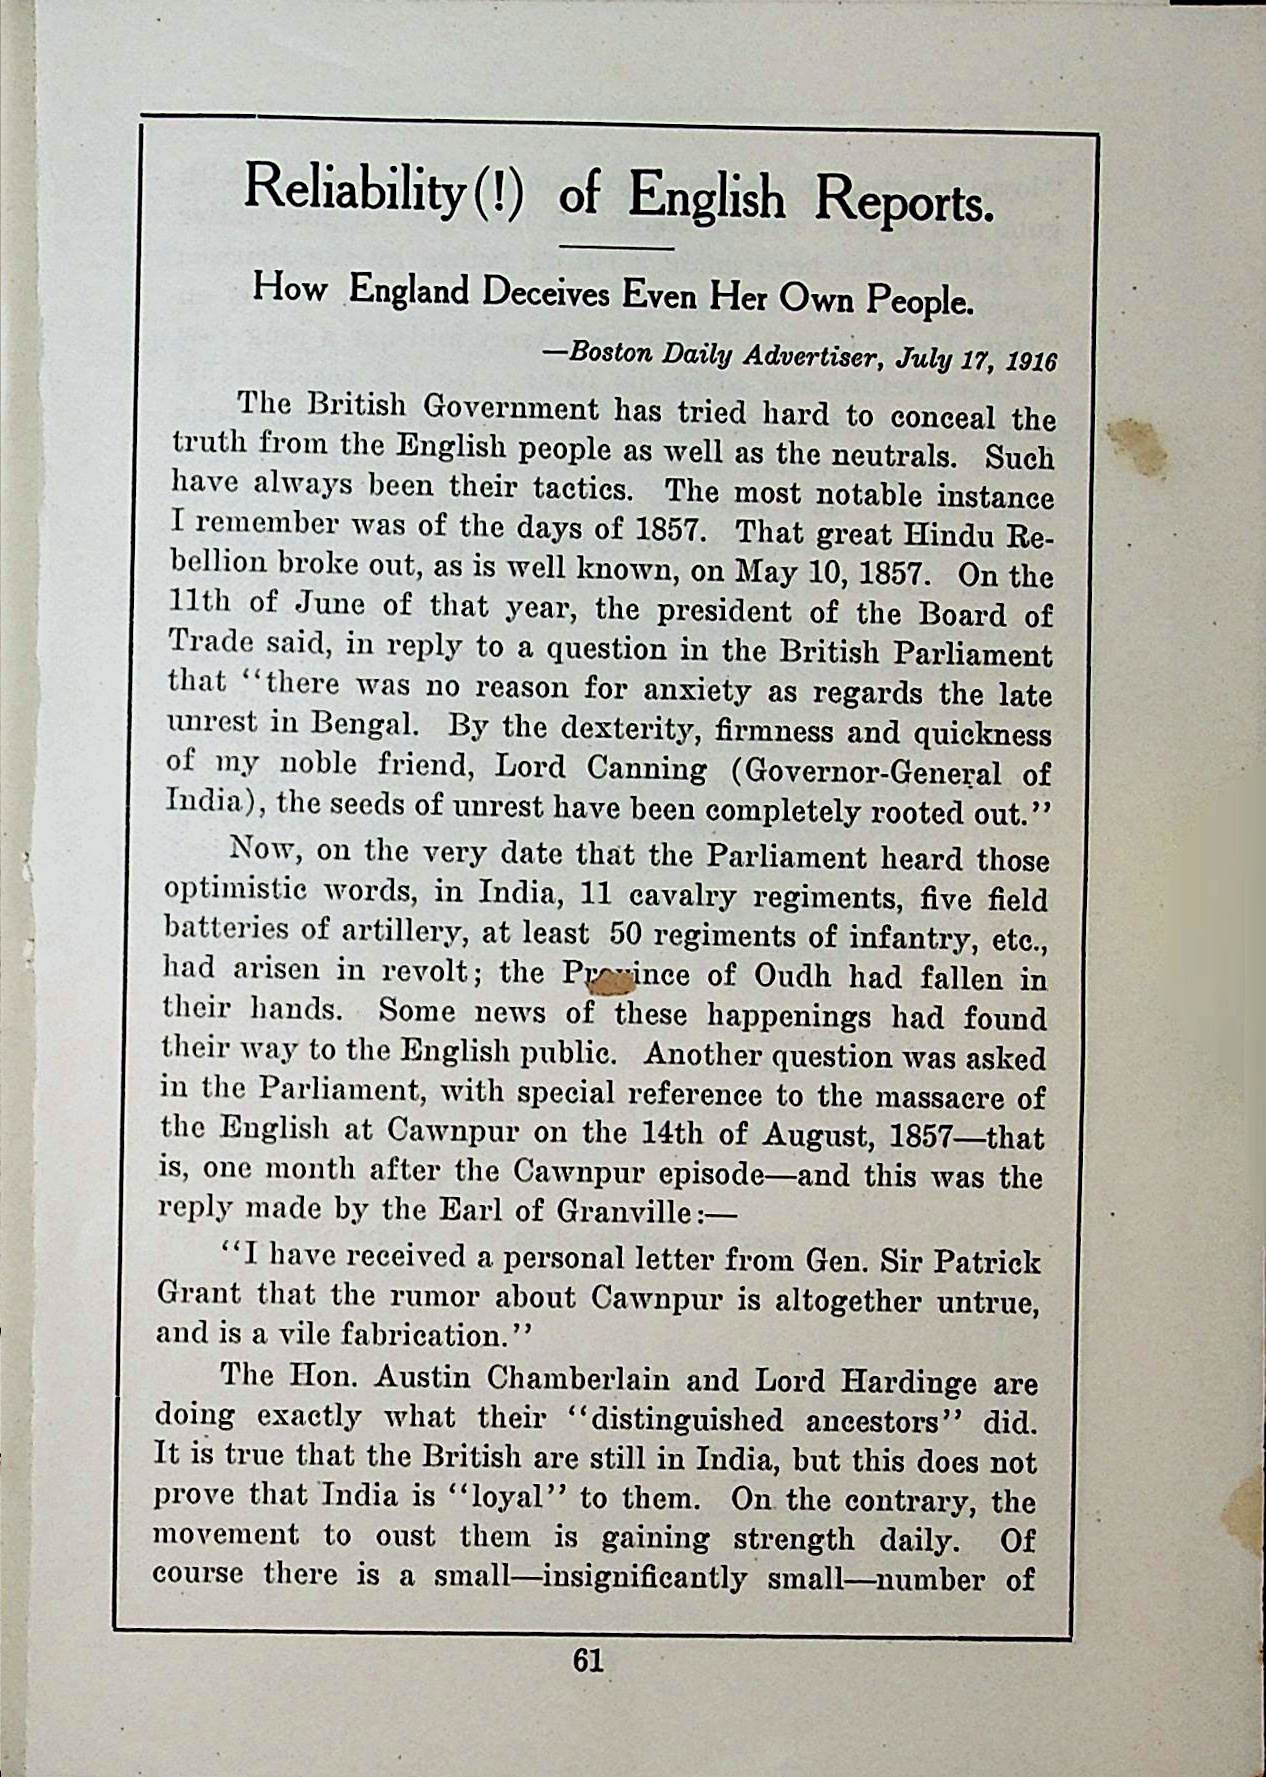 Reliability(!) of English Reports.
How England Deceives Even Her Own People.
—Boston Daily Advertiser, July 17, 1916
The British Government has tried hard to conceal the
truth from the English people as well as the neutrals. Such
have always been their tactics. The most notable instance
I remember was of the days of 1857. That great Hindu Re-
bellion broke out, as is well known, on May 10, 1857. On the
11th of June of that year, the president of the Board of
Trade said, in reply to a question in the British Parliament
that "there was no reason for anxiety as regards the late
unrest in Bengal. By the dexterity, firmness and quickness
of my noble friend, Lord Canning (Governor-General of
India), the seeds of unrest have been completely rooted out."
Now, on the very date that the Parliament heard those
optimistic words, in India, 11 cavalry regiments, five field
batteries of artillery, at least 50 regiments of infantry, etc.,
had arisen in revolt; the Province of Oudh had fallen in
their hands. Some news of these happenings had found
their way to the English public. Another question was asked
in the Parliament, with special reference to the massacre of
the English at Cawnpur on the 14th of August, 1857—that
is, one month after the Cawnpur episode—and this was the
reply made by the Earl of Granville:—
"I have received a personal letter from Gen. Sir Patrick
Grant that the rumor about Cawnpur is altogether untrue,
and is a vile fabrication."
The Hon. Austin Chamberlain and Lord Hardinge are
doing exactly what their "distinguished ancestors" did.
It is true that the British are still in India, but this does not
prove that India is "loyal" to them. On the contrary, the
movement to oust them is gaining strength daily. Of
course there is a small—insignificantly small—number of
61